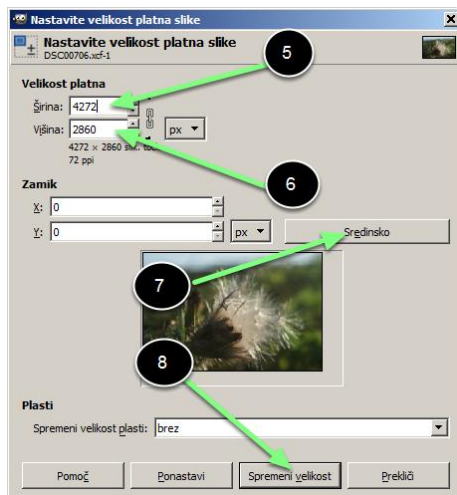 Nastavite velikost platna slike
Nastavite velikost platna slike
DSC00706.xcf-1
5
Velikost platna
Širina: 4272
Višina: 2860 px
4272 × 2860
72 ppi
6
Zamik
X: 0
Y: 0 px Sredinsko
7
8
Plasti
Spremeni velikost plasti: brez
Pomoč Ponastavi Spremeni velikost Prekliči